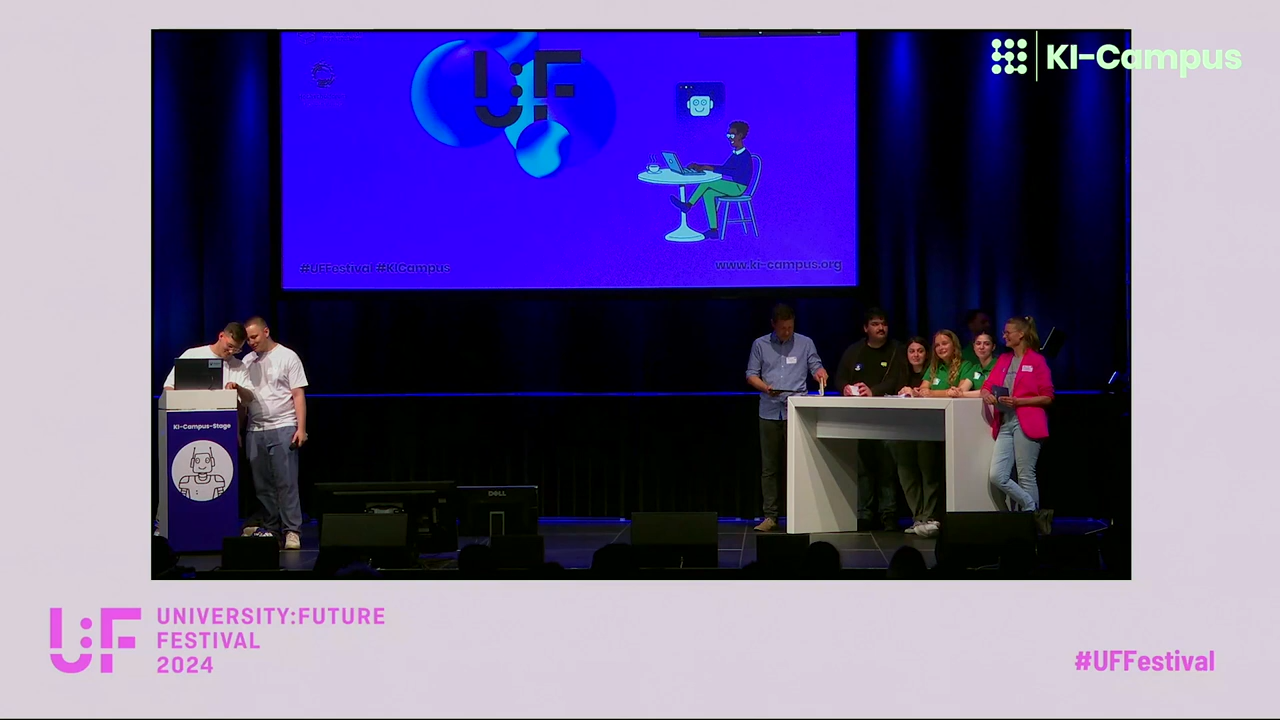 KI-Campus
U:F
#UFFestival #KICampus
www.ki-campus.org
KI-Campus-Stage
DELL
U:F
UNIVERSITY:FUTURE
FESTIVAL
2024
#UFFestival